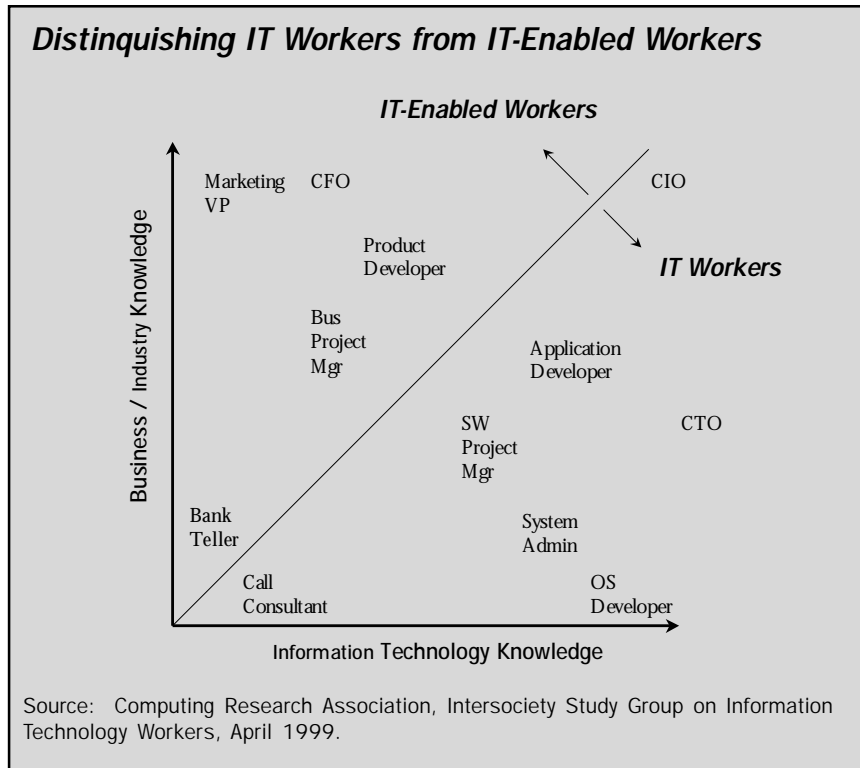 Distinquishing IT Workers from IT-Enabled Workers
IT-Enabled Workers
Marketing
VP
CFO
CIO
Product
Developer
IT Workers
Bus
Project
Mgr
Application
Developer
SW
Project
Mgr
CTO
Bank
Teller
System
Admin
Call
Consultant
OS
Developer
Business / Industry Knowledge
Information Technology Knowledge
Source: Computing Research Association, Intersociety Study Group on Information
Technology Workers, April 1999.